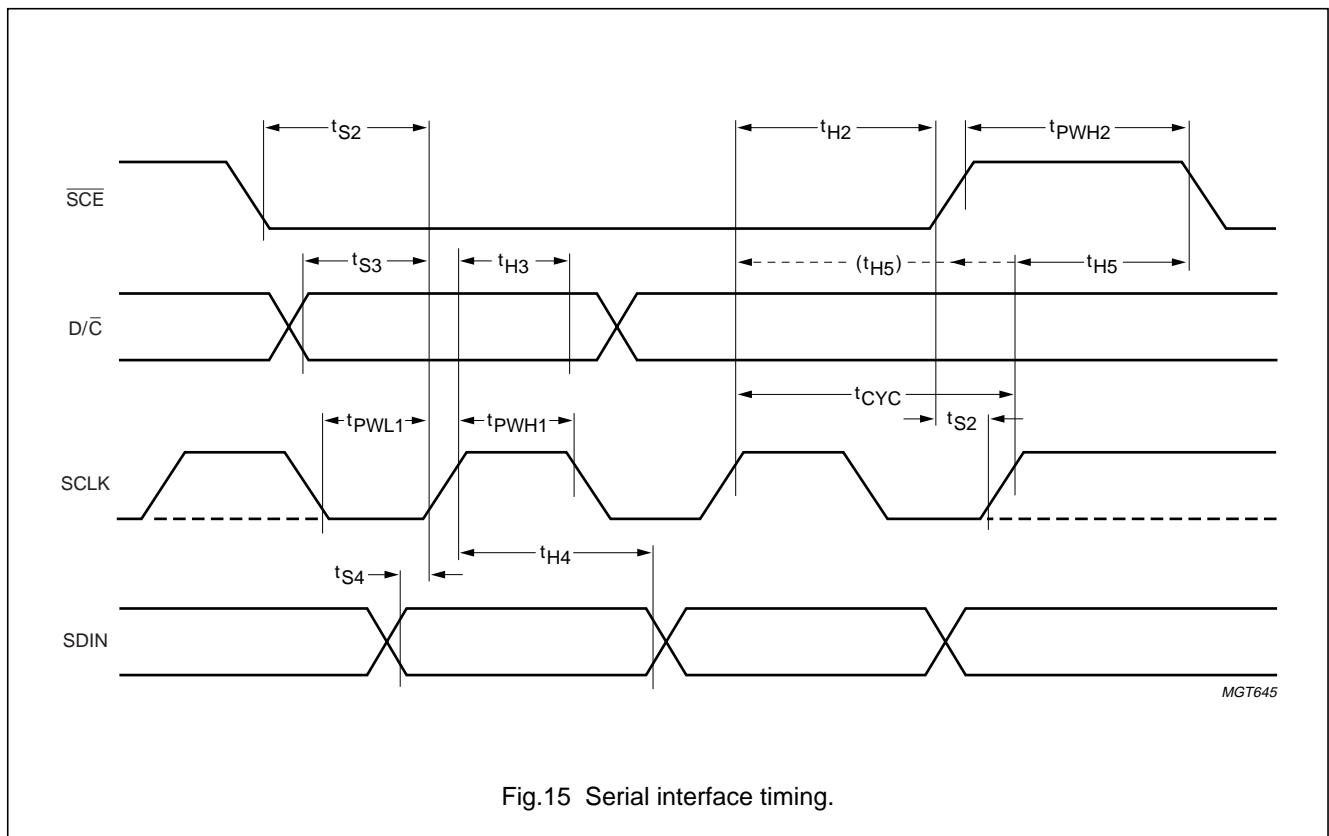 tS2 tH2 tPWH2
SCE
tS3 tH3 (tH5) tH5
D/C
tCYC
tPWL1 tPWH1 tS2
SCLK
tH4
tS4
SDIN
MGT645
Fig.15 Serial interface timing.